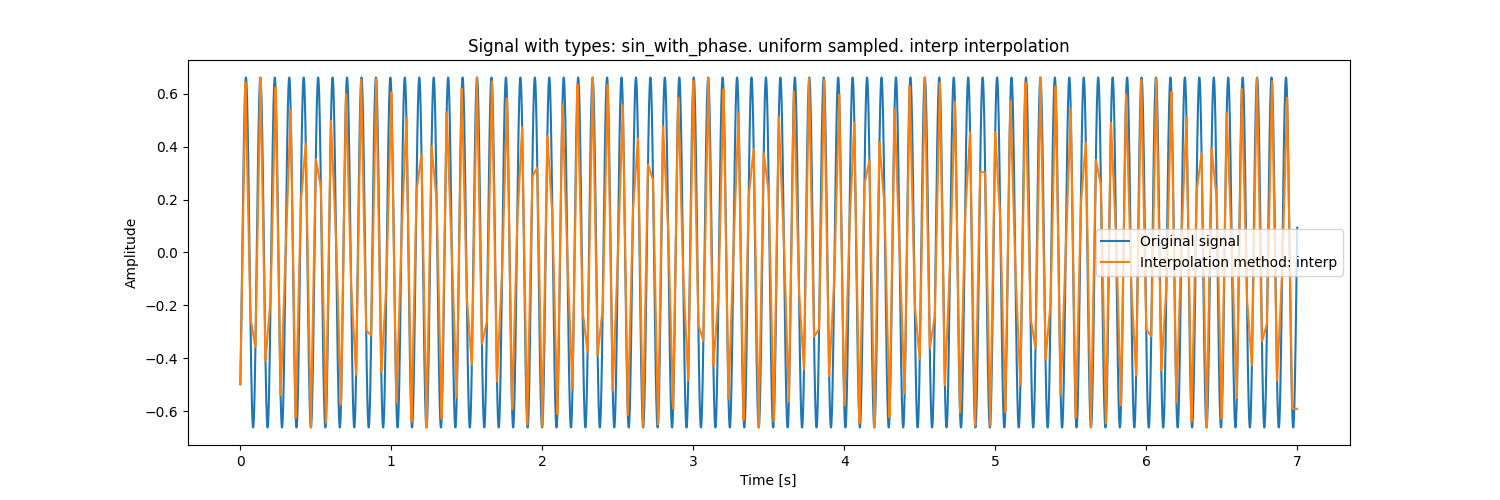 Signal with types: sin_with_phase. uniform sampled. interp interpolation
Amplitude
0.6
0.4
0.2
0.0
−0.2
−0.4
−0.6
Original signal
Interpolation method: interp
0 1 2 3 4 5 6 7
Time [s]